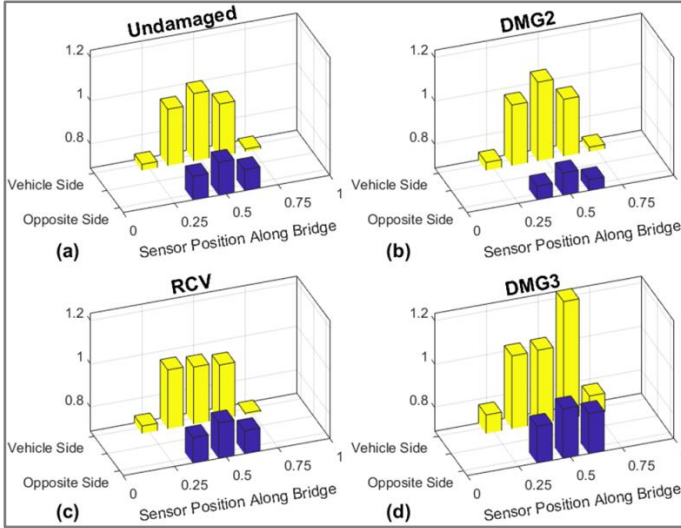 Undamaged
1.2
1
0.8
Vehicle Side
Opposite Side
0
0.25
0.5
0.75
1
Sensor Position Along Bridge
(a)
DMG2
1.2
1
0.8
Vehicle Side
Opposite Side
0
0.25
0.5
0.75
Sensor Position Along Bridge
(b)
RCV
1.2
1
0.8
Vehicle Side
Opposite Side
0
0.25
0.5
0.75
1
Sensor Position Along Bridge
(c)
DMG3
1.2
1
0.8
Vehicle Side
Opposite Side
0
0.25
0.5
0.75
Sensor Position Along Bridge
(d)